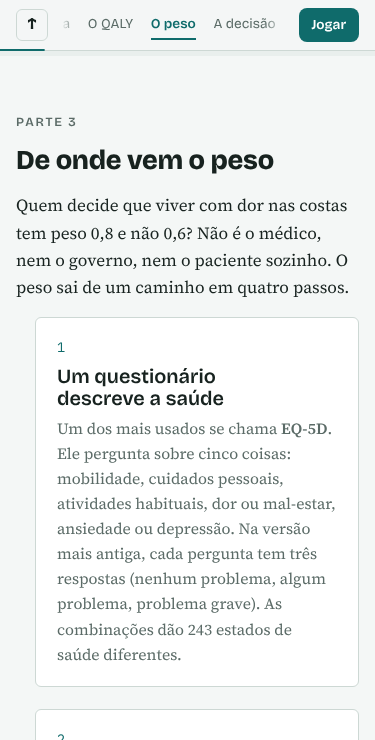 ↑
a
O QALY
O peso
A decisão
Jogar
PARTE 3
De onde vem o peso
Quem decide que viver com dor nas costas
tem peso 0,8 e não 0,6? Não é o médico,
nem o governo, nem o paciente sozinho. O
peso sai de um caminho em quatro passos.
1
Um questionário
descreve a saúde
Um dos mais usados se chama EQ-5D.
Ele pergunta sobre cinco coisas:
mobilidade, cuidados pessoais,
atividades habituais, dor ou mal-estar,
ansiedade ou depressão. Na versão
mais antiga, cada pergunta tem três
respostas (nenhum problema, algum
problema, problema grave). As
combinações dão 243 estados de
saúde diferentes.
2